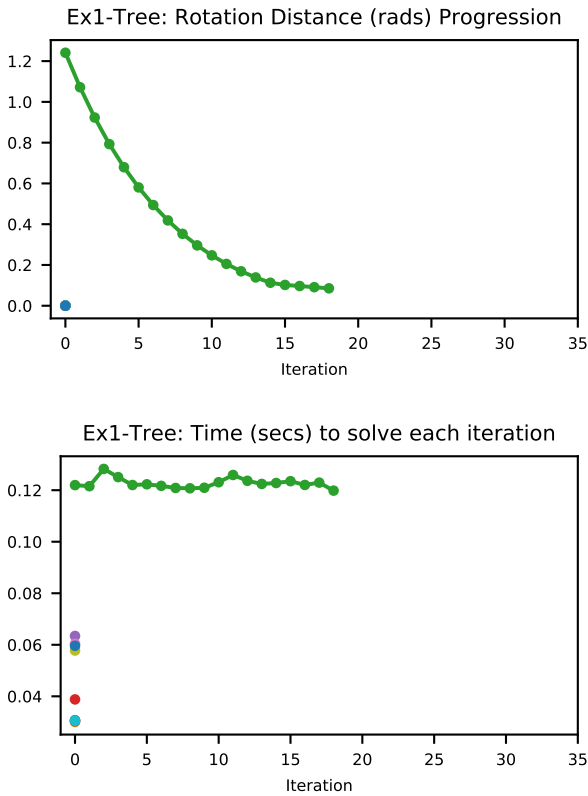 Ex1-Tree: Rotation Distance (rads) Progression
1.2
1.0
0.8
0.6
0.4
0.2
0.0
0 5 10 15 20 25 30 35
Iteration
Ex1-Tree: Time (secs) to solve each iteration
0.12
0.10
0.08
0.06
0.04
0 5 10 15 20 25 30 35
Iteration